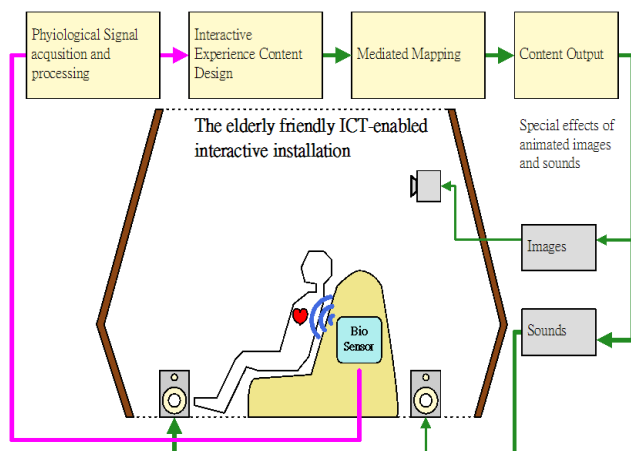 Phyiological Signal
acqusition and
processing
Interactive
Experience Content
Design
Mediated Mapping
Content Output
The elderly friendly ICT-enabled
interactive installation
Special effects of
animated images
and sounds
Images
Sounds
Bio
Sensor